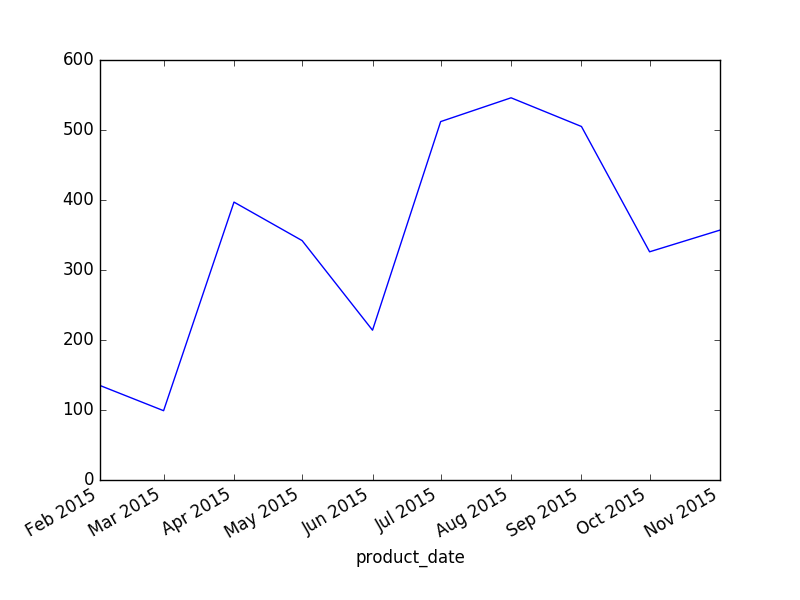 600
500
400
300
200
100
0
Feb 2015
Mar 2015
Apr 2015
May 2015
Jun 2015
Jul 2015
Aug 2015
Sep 2015
Oct 2015
Nov 2015
product_date